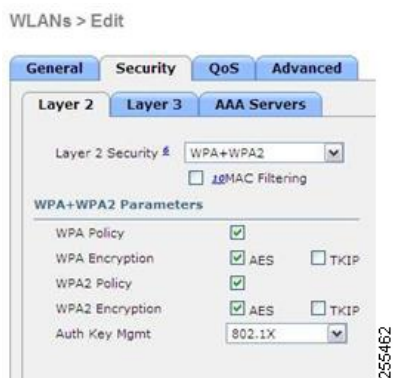 WLANs > Edit
General Security QoS Advanced
Layer 2 Layer 3 AAA Servers
Layer 2 Security 6 WPA+WPA2
10MAC Filtering
WPA+WPA2 Parameters
WPA Policy
WPA Encryption AES TKIP
WPA2 Policy
WPA2 Encryption AES TKIP
Auth Key Mgmt 802.1X
255462